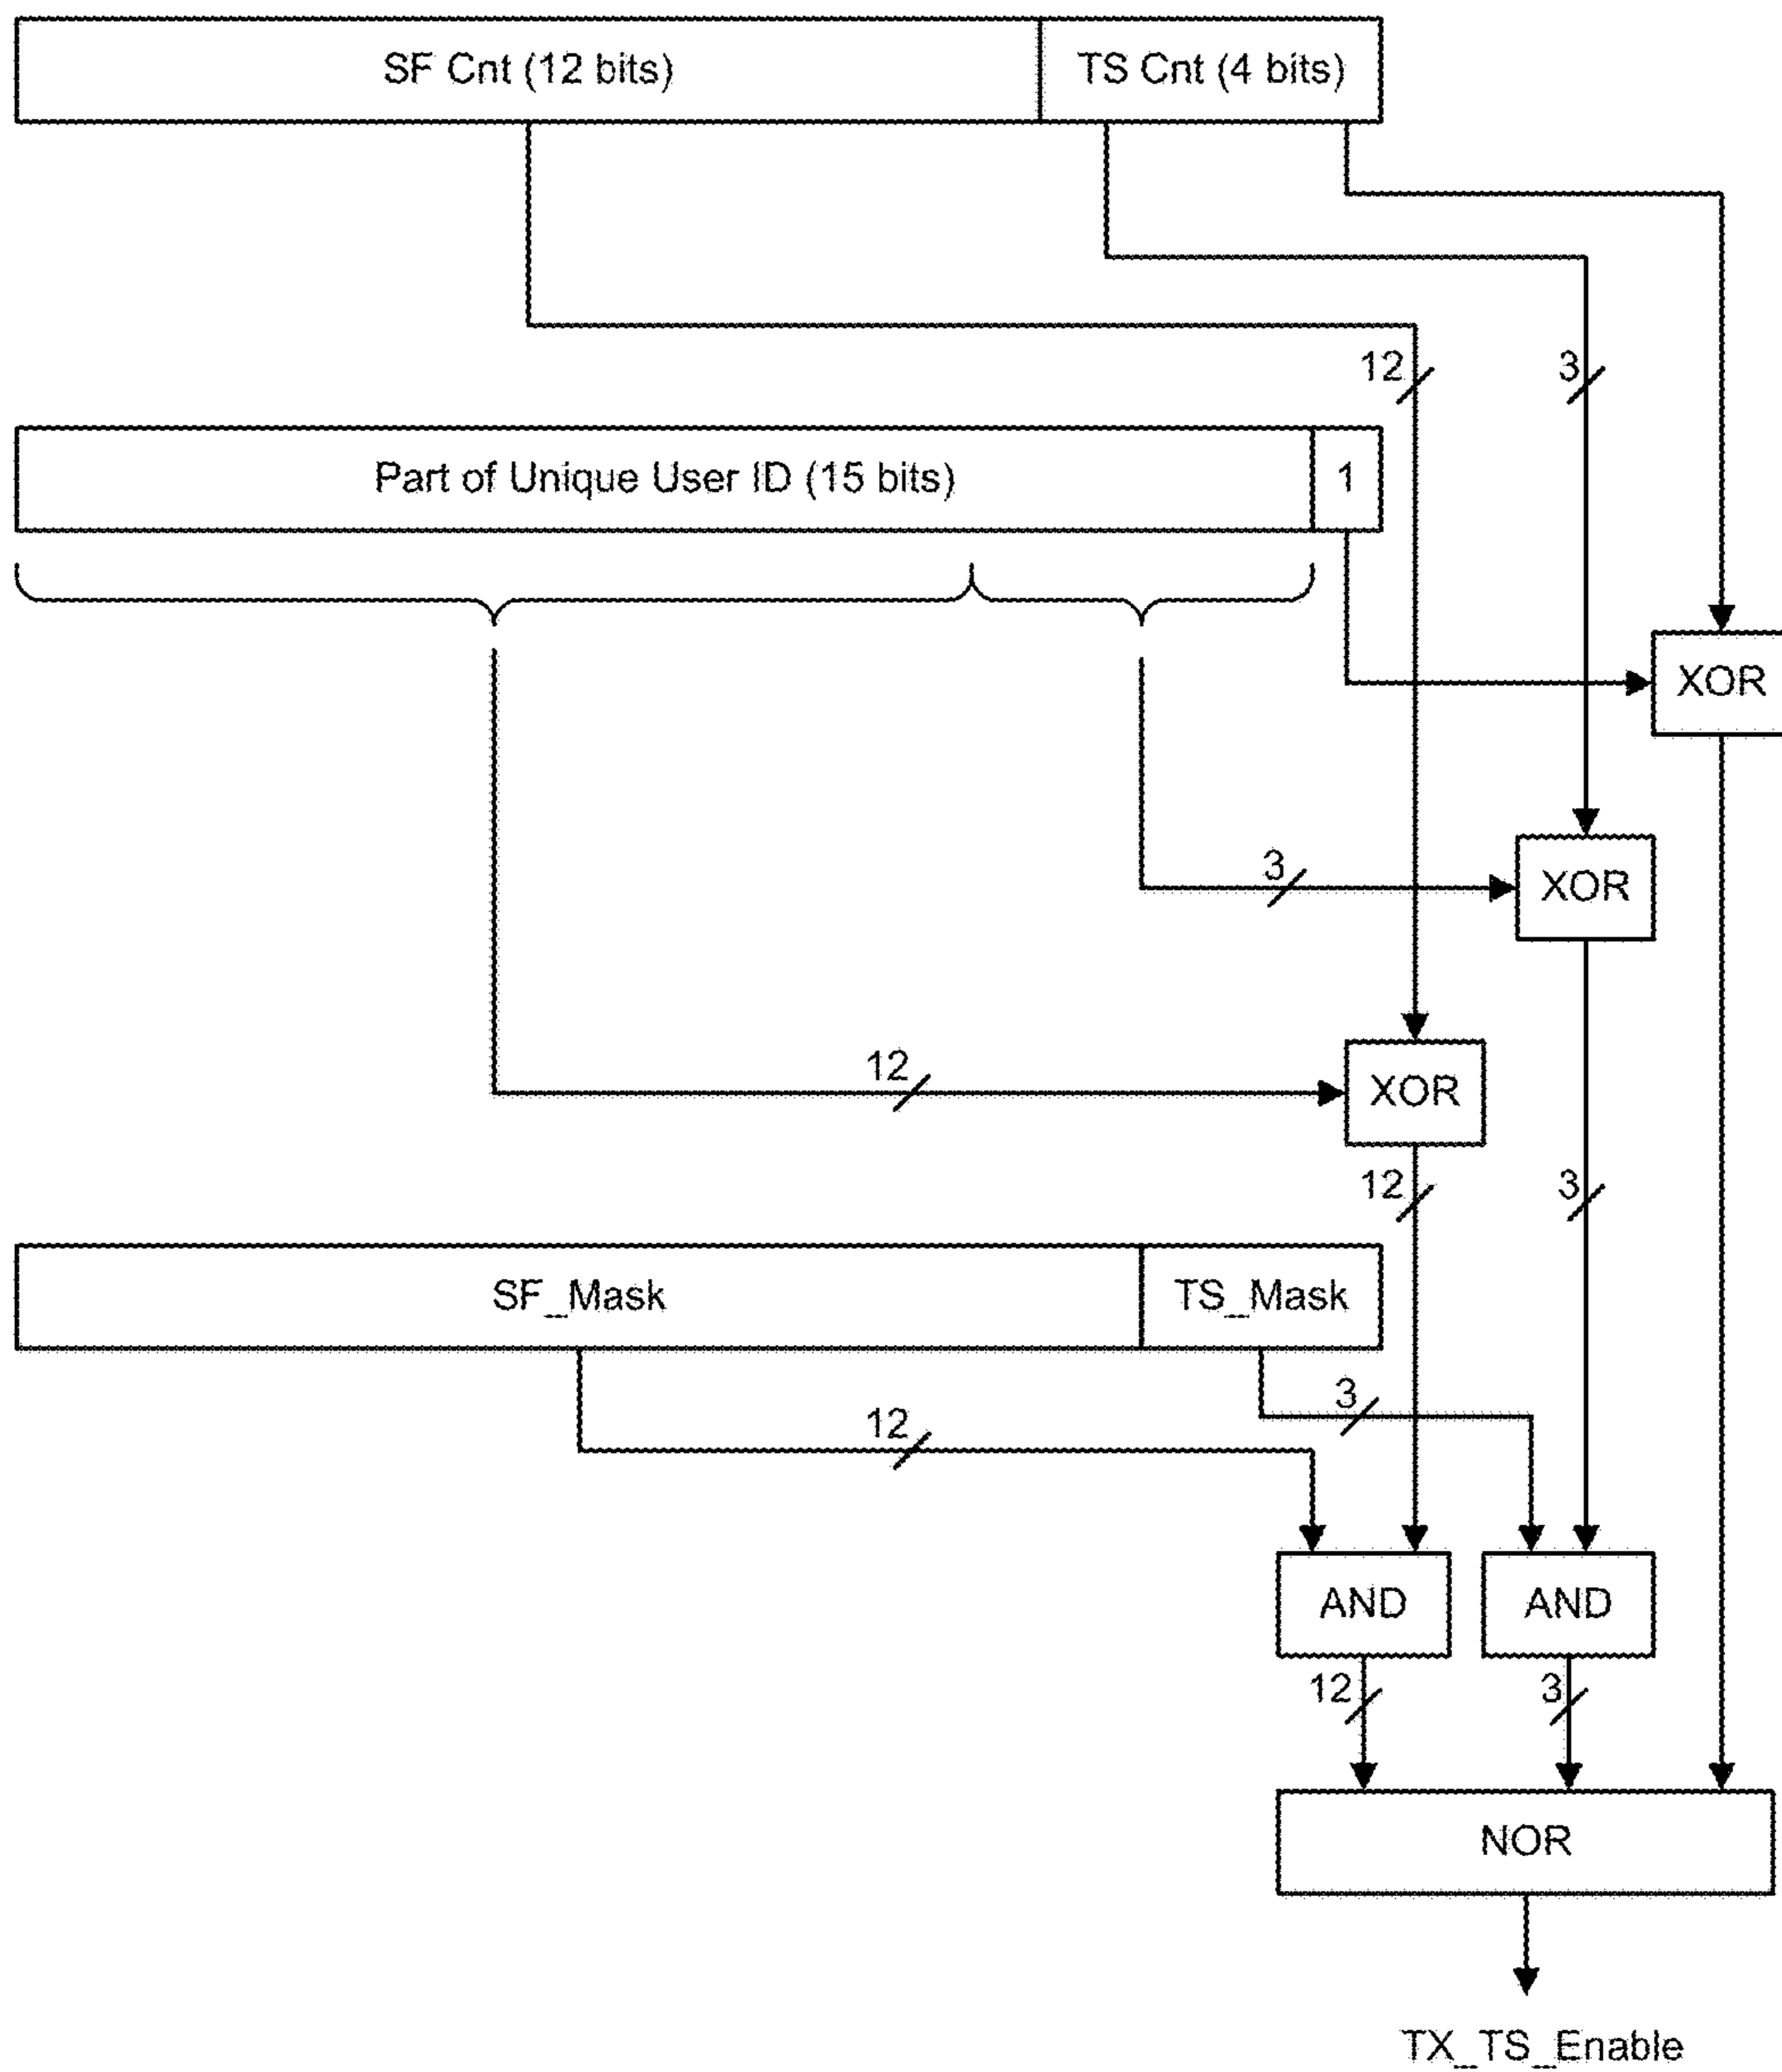 SF Cnt (12 bits) TS Cnt (4 bits)
12 3
Part of Unique User ID (15 bits) 1
XOR
3 XOR
12 XOR
12 3
SF_Mask TS_Mask
3
12
AND AND
12 3
NOR
TX_TS_Enable